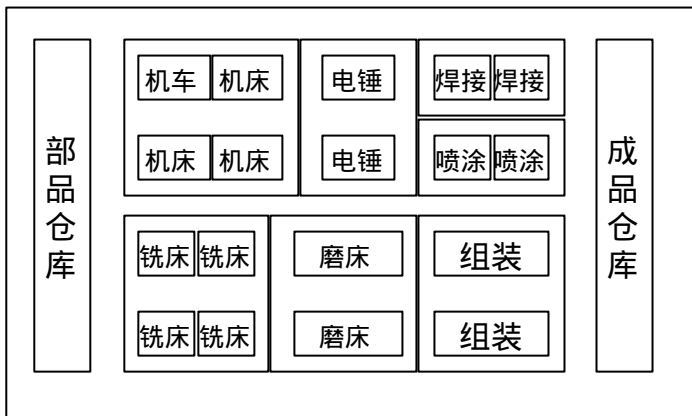 部品仓库
机车 机床 电锤 焊接 焊接
机床 机床 电锤 喷涂 喷涂
铣床 铣床 磨床 组装
铣床 铣床 磨床 组装
成品仓库